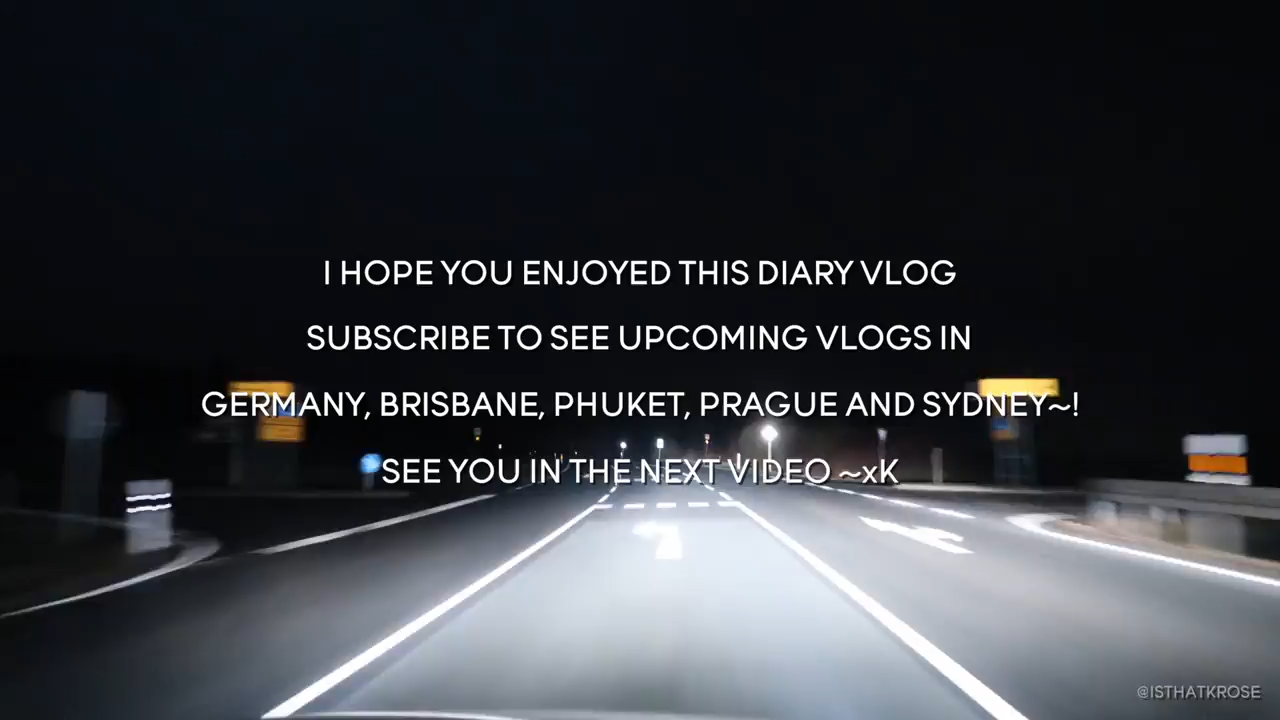 I HOPE YOU ENJOYED THIS DIARY VLOG
SUBSCRIBE TO SEE UPCOMING VLOGS IN
GERMANY, BRISBANE, PHUKET, PRAGUE AND SYDNEY~!
SEE YOU IN THE NEXT VIDEO ~xK
@ISTHATKROSE